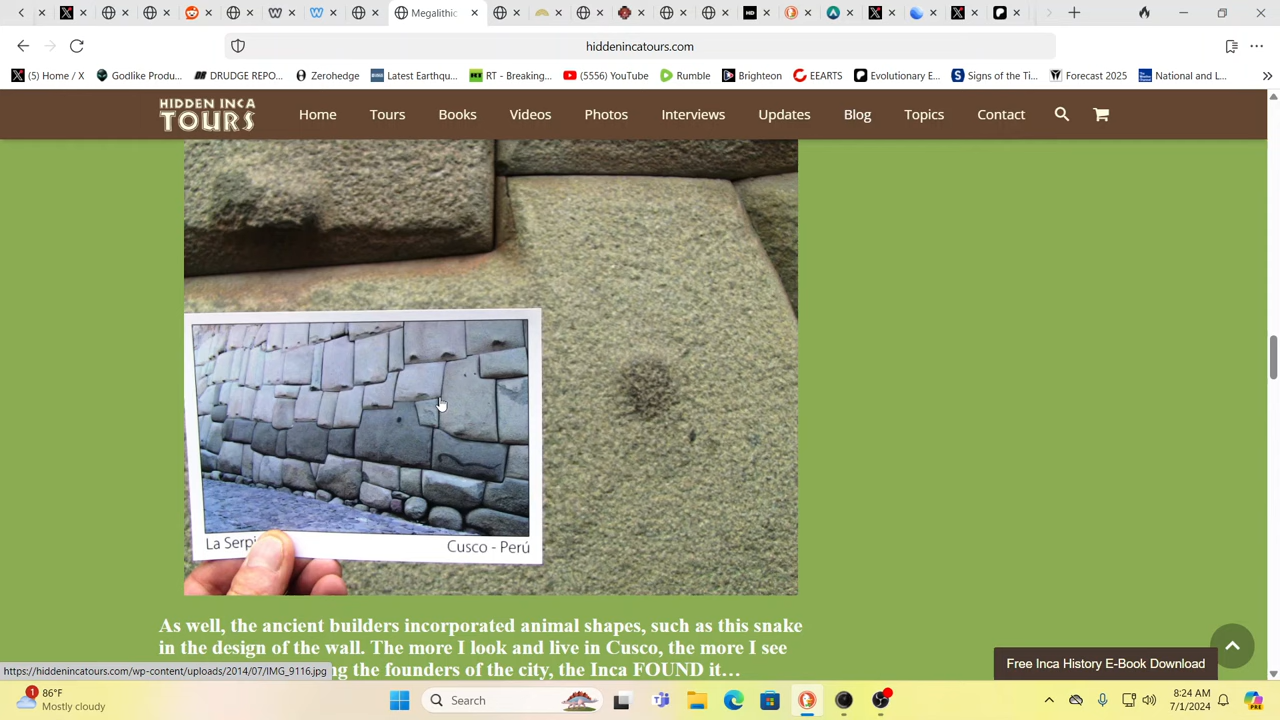 Megalithic
hiddenincatours.com
(5) Home / X
Godlike Produ...
DRUDGE REPO...
Zerohedge
Latest Earthqu...
RT - Breaking...
(5556) YouTube
Rumble
Brighteon
EEARTS
Evolutionary E...
Signs of the Ti...
Forecast 2025
National and L...
HIDDEN INCA
TOURS
Home
Tours
Books
Videos
Photos
Interviews
Updates
Blog
Topics
Contact
La Serpi
Cusco - Perú
As well, the ancient builders incorporated animal shapes, such as this snake
in the design of the wall. The more I look and live in Cusco, the more I see
ng the founders of the city, the Inca FOUND it…
https://hiddenincatours.com/wp-content/uploads/2014/07/IMG_9116.jpg
Free Inca History E-Book Download
1
86°F
Mostly cloudy
Search
8:24 AM
7/1/2024